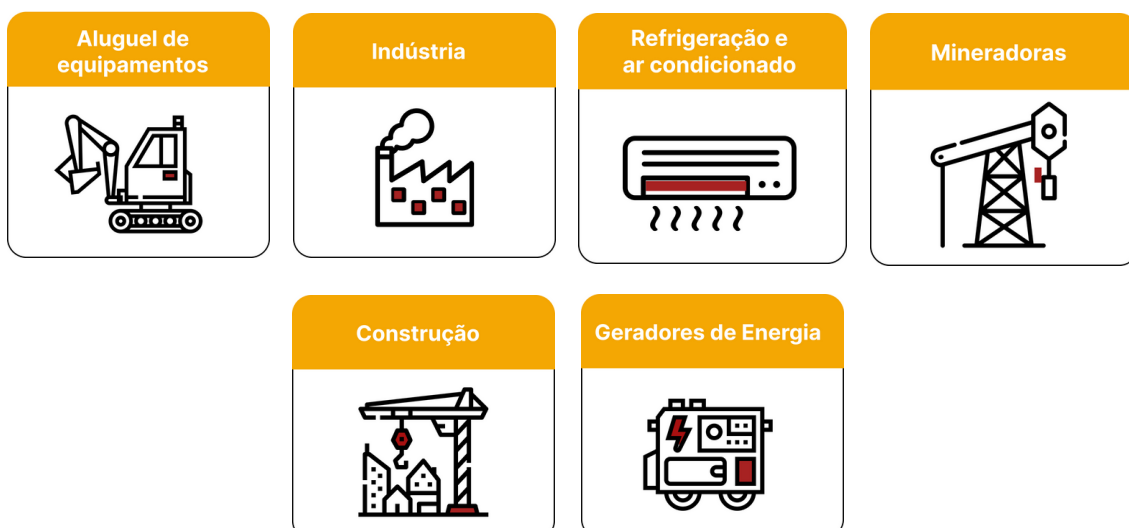 Aluguel de
equipamentos
Indústria
Refrigeração e
ar condicionado
Mineradoras
Construção
Geradores de Energia